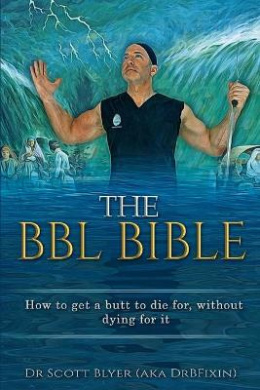 THE
BBL BIBLE
How to get a butt to die for, without
dying for it
DR SCOTT BLYER (AKA DRBFIXIN)